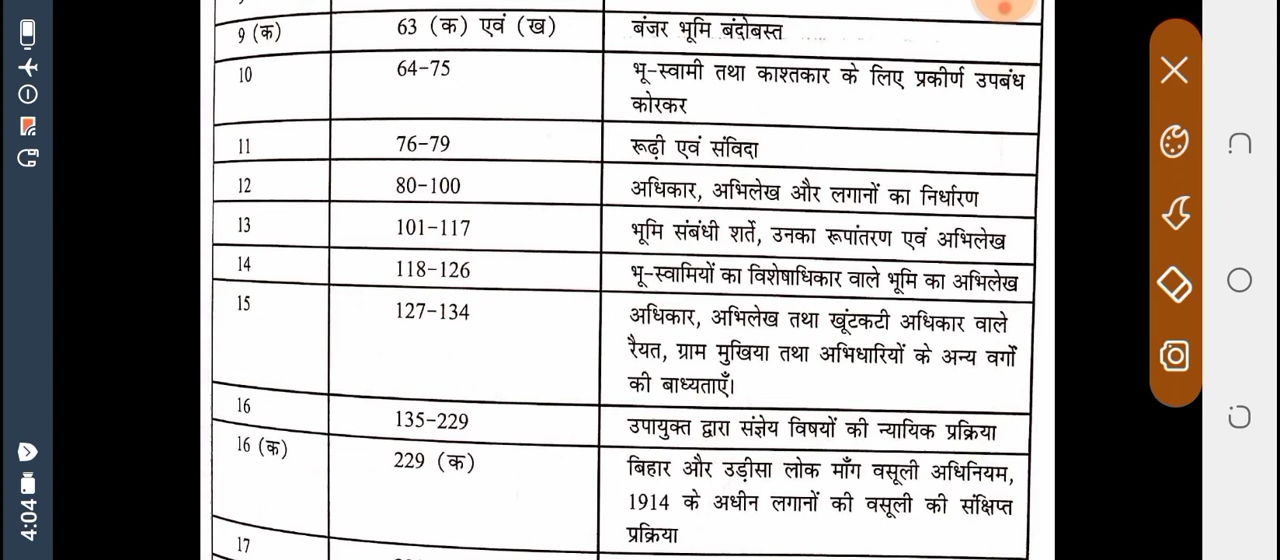 9 (क) 63 (क) एवं (ख) बंजर भूमि बंदोबस्त
10 64-75 भू-स्वामी तथा काश्तकार के लिए प्रकीर्ण उपबंध
कोरकर
11 76-79 रूढ़ी एवं संविदा
12 80-100 अधिकार, अभिलेख और लगानों का निर्धारण
13 101-117 भूमि संबंधी शर्ते, उनका रूपांतरण एवं अभिलेख
14 118-126 भू-स्वामियों का विशेषाधिकार वाले भूमि का अभिलेख
15 127-134 अधिकार, अभिलेख तथा खूंटकटी अधिकार वाले
रैयत, ग्राम मुखिया तथा अभिधारियों के अन्य वर्गों
की बाध्यताएँ।
16 135-229 उपायुक्त द्वारा संज्ञेय विषयों की न्यायिक प्रक्रिया
16 (क) 229 (क) बिहार और उड़ीसा लोक माँग वसूली अधिनियम,
1914 के अधीन लगानों की वसूली की संक्षिप्त
प्रक्रिया
17
4:04